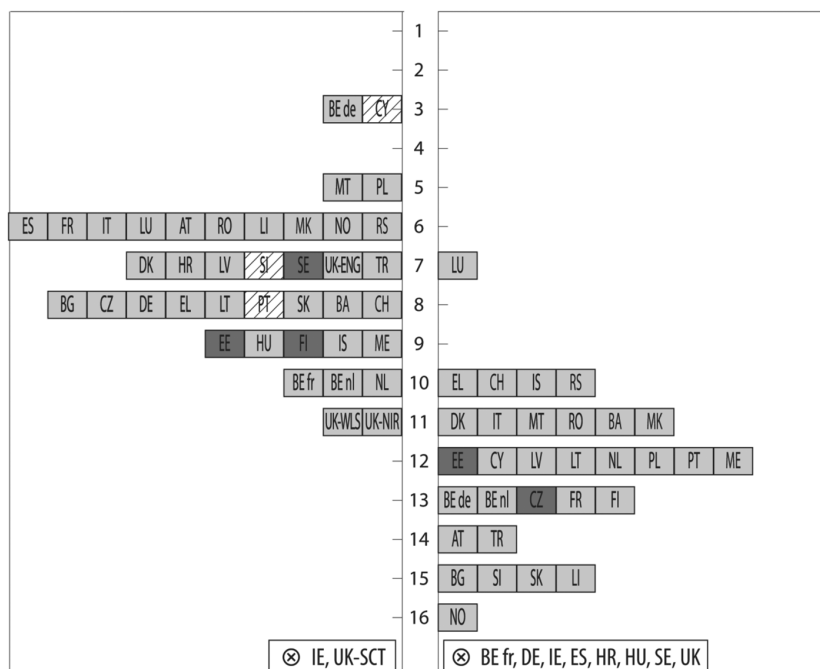 1
2
BE de CY 3
4
MT PL 5
ES FR IT LU AT RO LI MK NO RS 6
DK HR LV SI SE UK-ENG TR 7 LU
BG CZ DE EL LT PT SK BA CH 8
EE HU FI IS ME 9
BE fr BE nl NL 10 EL CH IS RS
UK-WLS UK-NIR 11 DK IT MT RO BA MK
12 EE CY LV LT NL PL PT ME
13 BE de BE nl CZ FR FI
14 AT TR
15 BG SI SK LI
16 NO
⊗ IE, UK-SCT ⊗ BE fr, DE, IE, ES, HR, HU, SE, UK